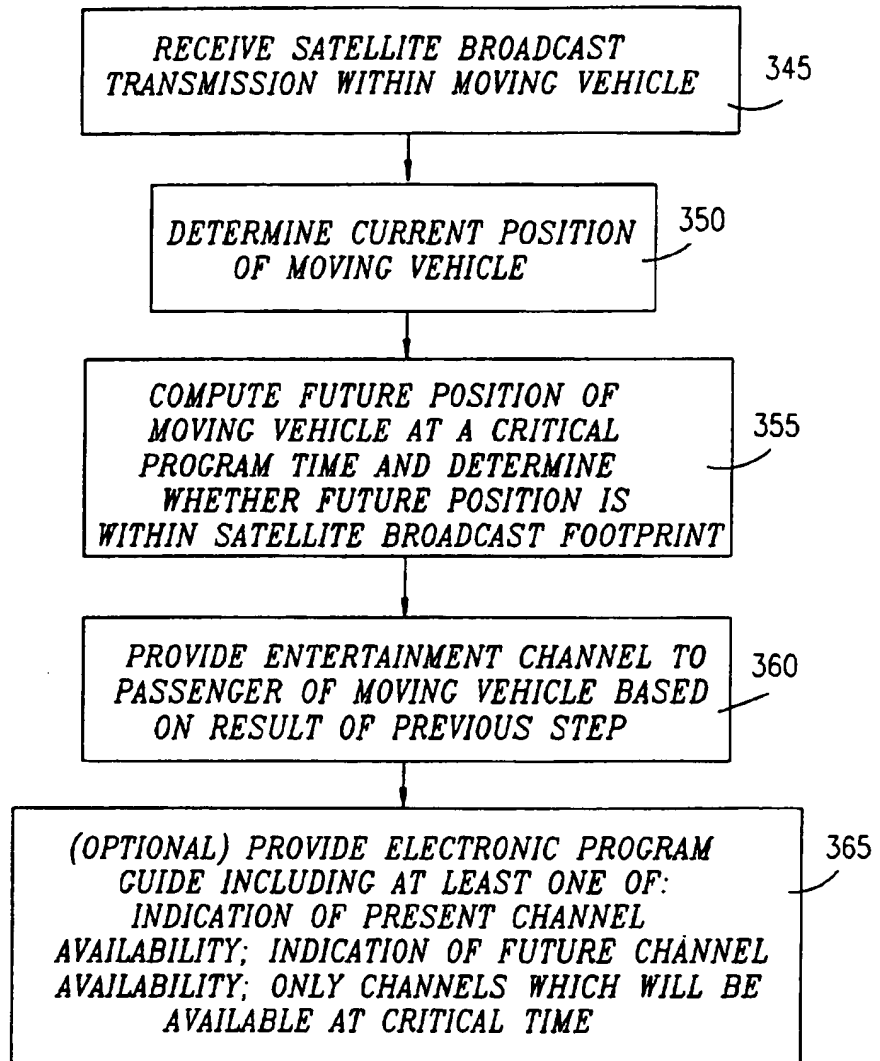 RECEIVE SATELLITE BROADCAST
TRANSMISSION WITHIN MOVING VEHICLE
345
DETERMINE CURRENT POSITION
OF MOVING VEHICLE
350
COMPUTE FUTURE POSITION OF
MOVING VEHICLE AT A CRITICAL
PROGRAM TIME AND DETERMINE
WHETHER FUTURE POSITION IS
WITHIN SATELLITE BROADCAST FOOTPRINT
355
PROVIDE ENTERTAINMENT CHANNEL TO
PASSENGER OF MOVING VEHICLE BASED
ON RESULT OF PREVIOUS STEP
360
(OPTIONAL) PROVIDE ELECTRONIC PROGRAM
GUIDE INCLUDING AT LEAST ONE OF:
INDICATION OF PRESENT CHANNEL
AVAILABILITY; INDICATION OF FUTURE CHANNEL
AVAILABILITY; ONLY CHANNELS WHICH WILL BE
AVAILABLE AT CRITICAL TIME
365